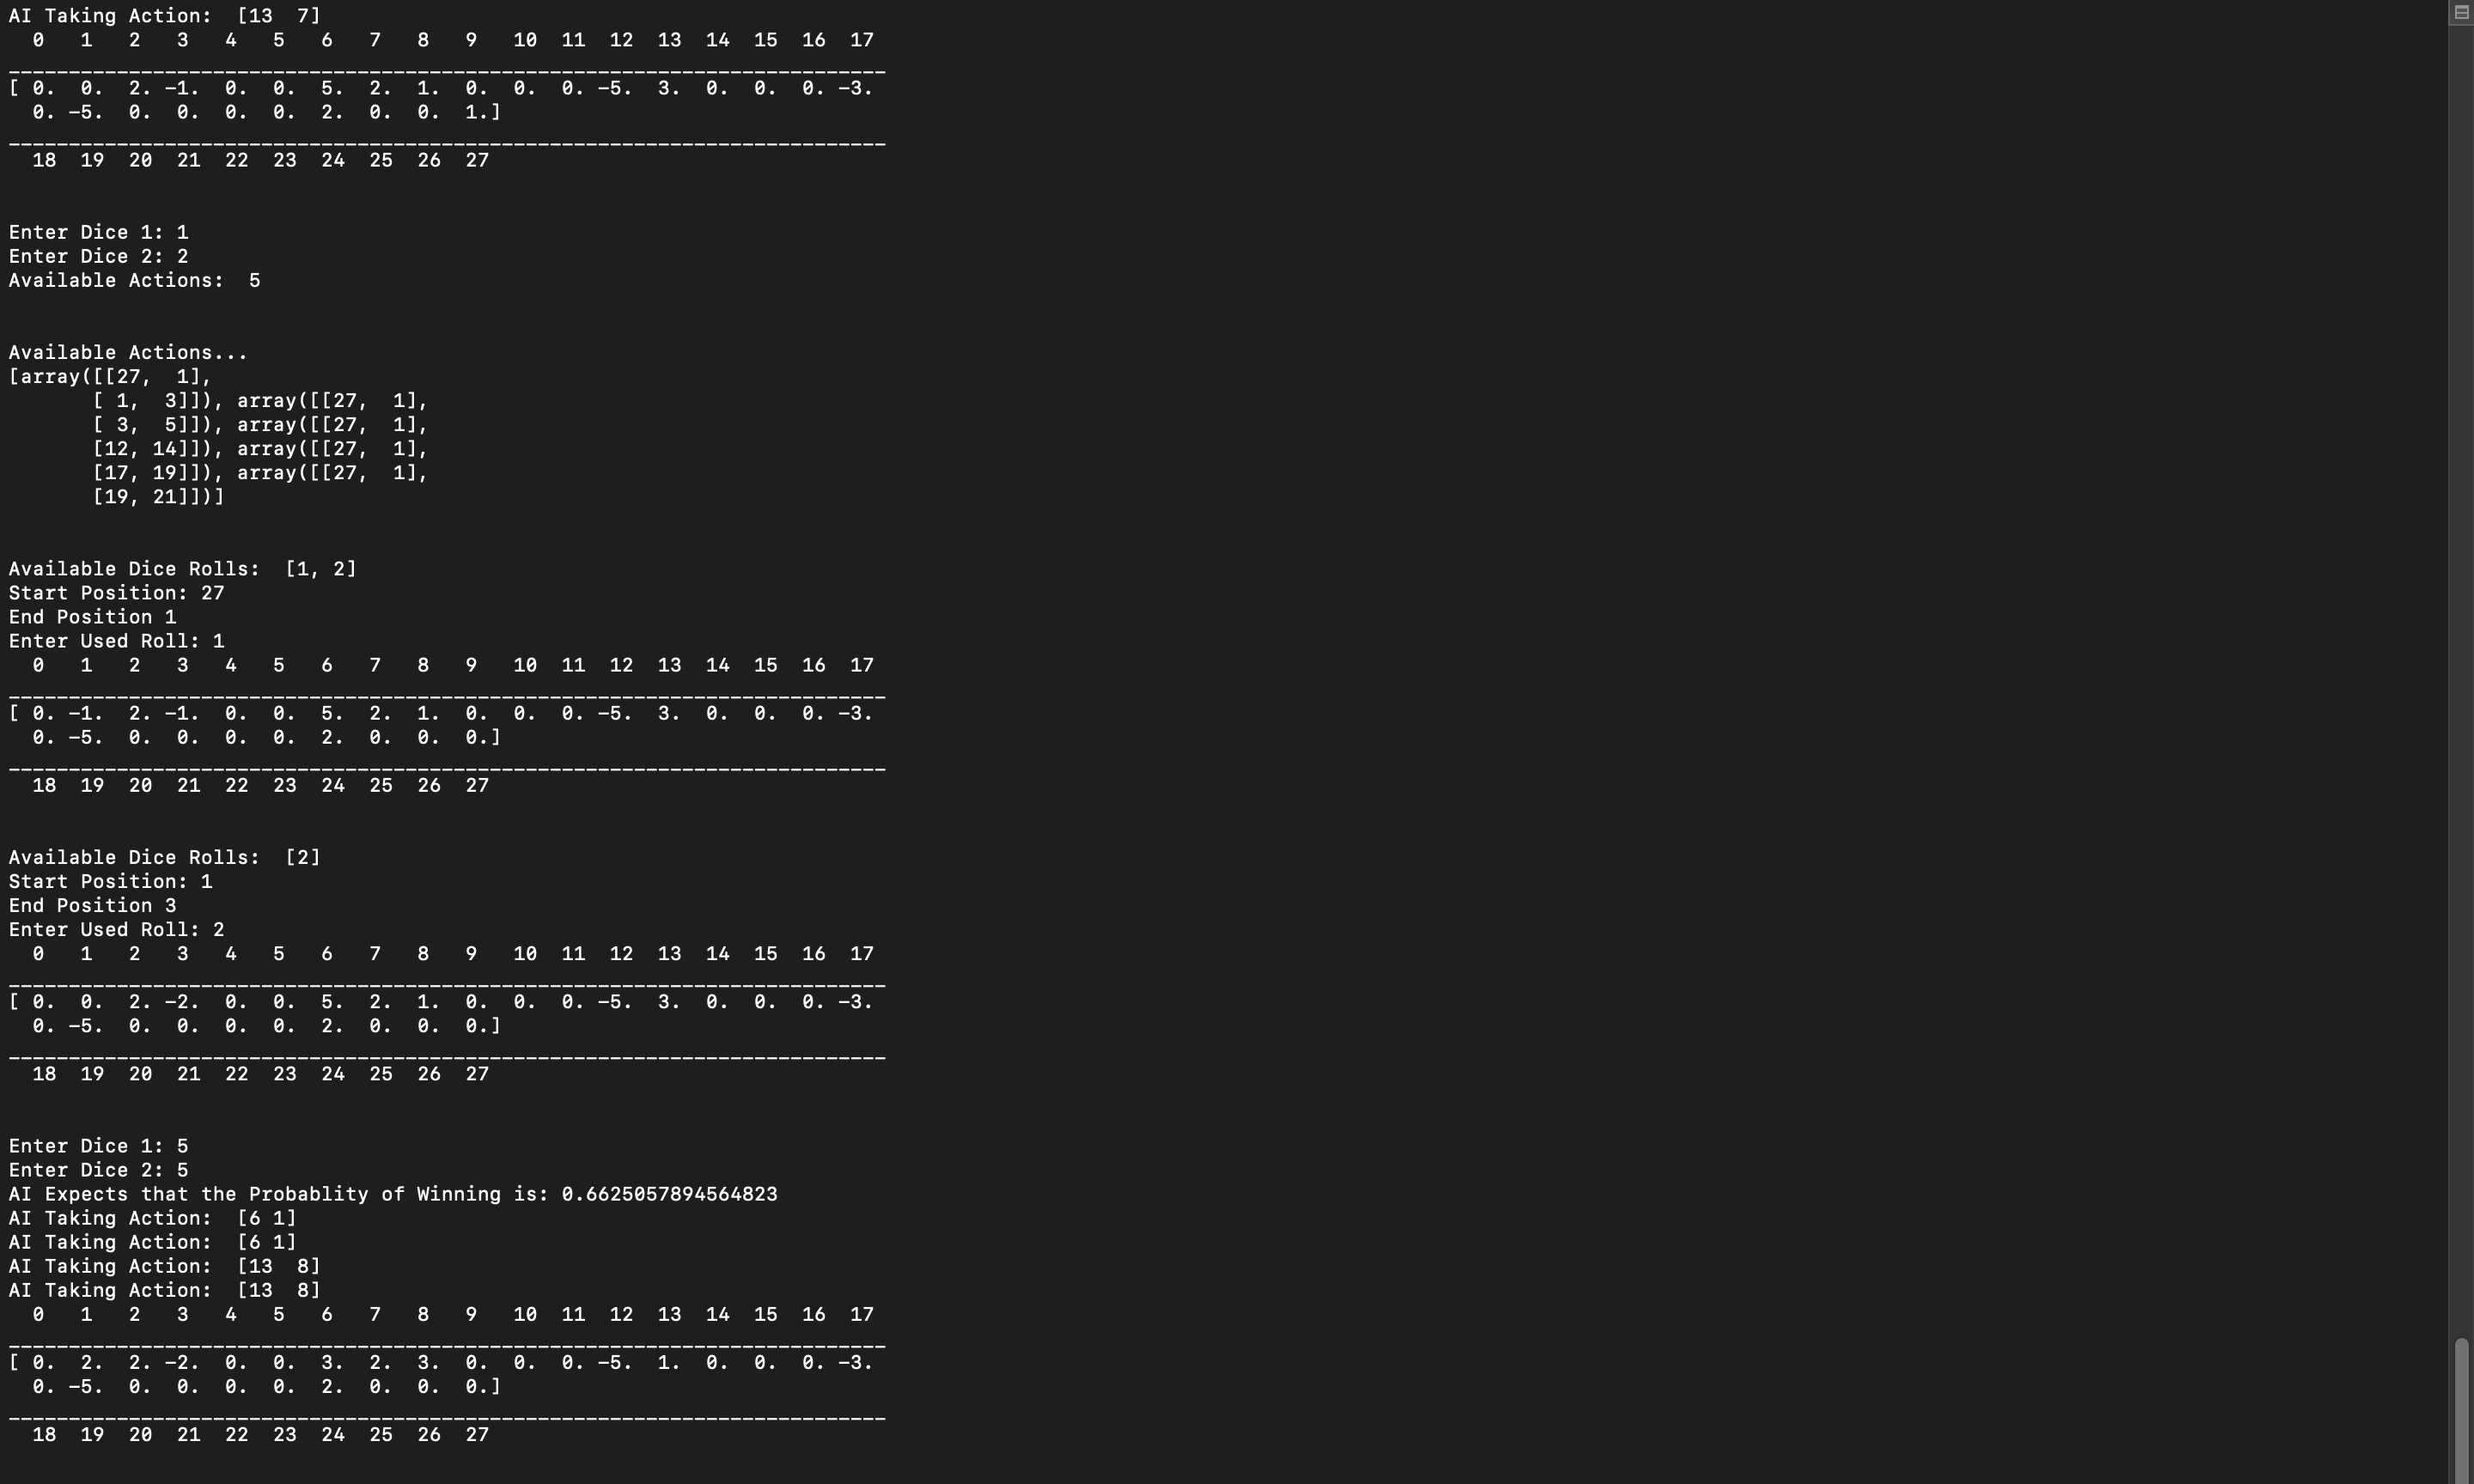 AI Taking Action:  [13  7]
  0   1   2   3   4   5   6   7   8   9   10  11  12  13  14  15  16  17
_________________________________________________________________________
[ 0.  0.  2. -1.  0.  0.  5.  2.  1.  0.  0.  0. -5.  3.  0.  0.  0. -3.
  0. -5.  0.  0.  0.  0.  2.  0.  0.  1.]
_________________________________________________________________________
  18  19  20  21  22  23  24  25  26  27
Enter Dice 1: 1
Enter Dice 2: 2
Available Actions:  5
Available Actions...
[array([[27,  1],
       [ 1,  3]]), array([[27,  1],
       [ 3,  5]]), array([[27,  1],
       [12, 14]]), array([[27,  1],
       [17, 19]]), array([[27,  1],
       [19, 21]])]
Available Dice Rolls:  [1, 2]
Start Position: 27
End Position 1
Enter Used Roll: 1
  0   1   2   3   4   5   6   7   8   9   10  11  12  13  14  15  16  17
_________________________________________________________________________
[ 0. -1.  2. -1.  0.  0.  5.  2.  1.  0.  0.  0. -5.  3.  0.  0.  0. -3.
  0. -5.  0.  0.  0.  0.  2.  0.  0.  0.]
_________________________________________________________________________
  18  19  20  21  22  23  24  25  26  27
Available Dice Rolls:  [2]
Start Position: 1
End Position 3
Enter Used Roll: 2
  0   1   2   3   4   5   6   7   8   9   10  11  12  13  14  15  16  17
_________________________________________________________________________
[ 0.  0.  2. -2.  0.  0.  5.  2.  1.  0.  0.  0. -5.  3.  0.  0.  0. -3.
  0. -5.  0.  0.  0.  0.  2.  0.  0.  0.]
_________________________________________________________________________
  18  19  20  21  22  23  24  25  26  27
Enter Dice 1: 5
Enter Dice 2: 5
AI Expects that the Probablity of Winning is: 0.6625057894564823
AI Taking Action:  [6 1]
AI Taking Action:  [6 1]
AI Taking Action:  [13  8]
AI Taking Action:  [13  8]
  0   1   2   3   4   5   6   7   8   9   10  11  12  13  14  15  16  17
_________________________________________________________________________
[ 0.  2.  2. -2.  0.  0.  3.  2.  3.  0.  0.  0. -5.  1.  0.  0.  0. -3.
  0. -5.  0.  0.  0.  0.  2.  0.  0.  0.]
_________________________________________________________________________
  18  19  20  21  22  23  24  25  26  27